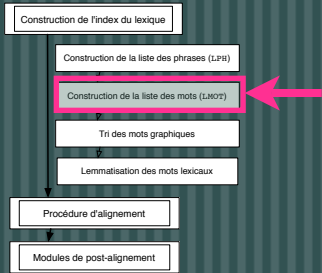 Construction de l'index du lexique
Construction de la liste des phrases (LPH)
Construction de la liste des mots (LMOT)
Tri des mots graphiques
Lemmatisation des mots lexicaux
Procédure d'alignement
Modules de post-alignement